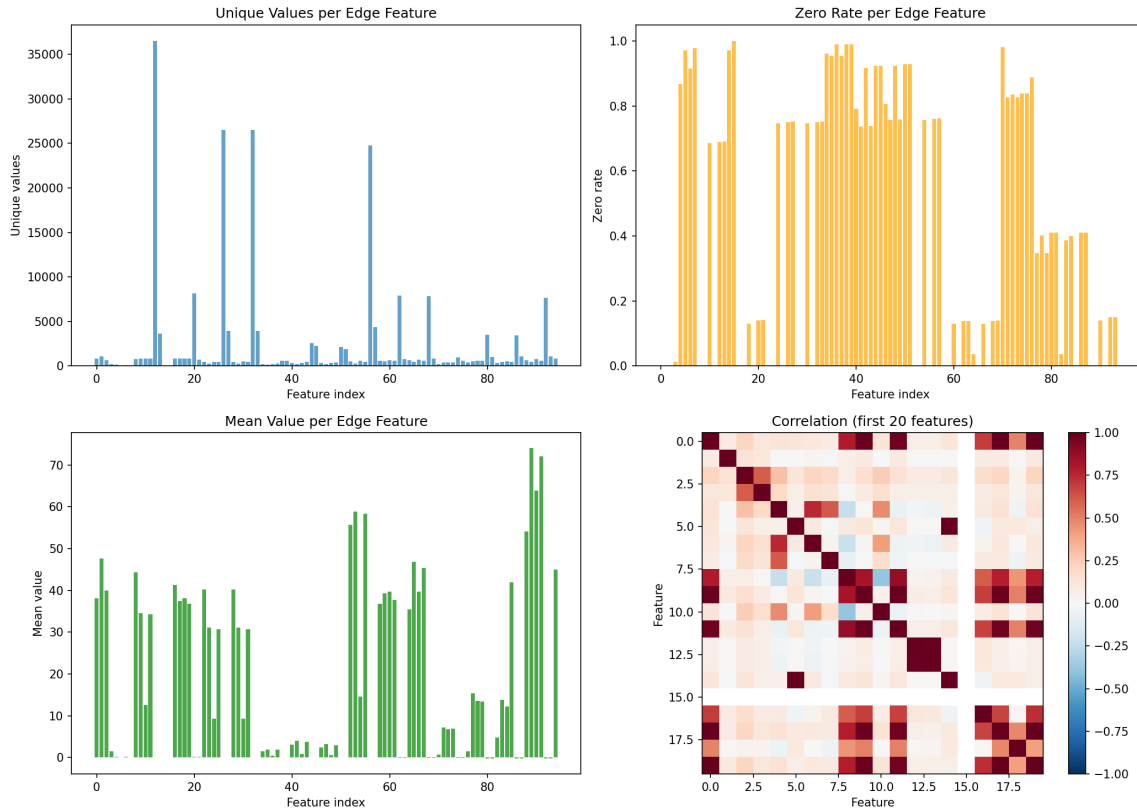 Unique Values per Edge Feature
35000
30000
25000
20000
15000
10000
5000
0
Unique values
0 20 40 60 80
Feature index
Zero Rate per Edge Feature
1.0
0.8
0.6
0.4
0.2
0.0
Zero rate
0 20 40 60 80
Feature index
Mean Value per Edge Feature
70
60
50
40
30
20
10
0
Mean value
0 20 40 60 80
Feature index
Correlation (first 20 features)
0.0
2.5
5.0
7.5
10.0
12.5
15.0
17.5
Feature
0.0 2.5 5.0 7.5 10.0 12.5 15.0 17.5
Feature
1.00
0.75
0.50
0.25
0.00
−0.25
−0.50
−0.75
−1.00